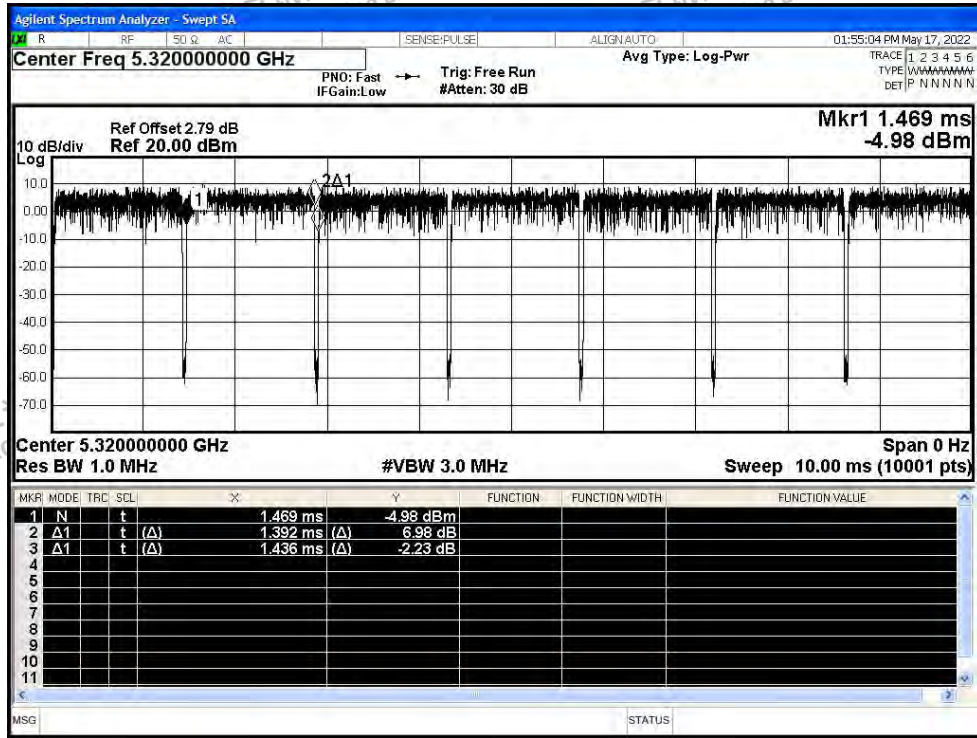 Agilent Spectrum Analyzer - Swept SA
LXI R RF 50 Ω AC SENSE:PULSE ALIGN AUTO 01:55:04 PM May 17, 2022
Center Freq 5.320000000 GHz Avg Type: Log-Pwr TRACE 1 2 3 4 5 6
PNO: Fast Trig: Free Run TYPE WWWWWW
IFGain:Low #Atten: 30 dB DET P N N N N N
Mkr1 1.469 ms
Ref Offset 2.79 dB -4.98 dBm
10 dB/div Ref 20.00 dBm
Log
10.0 1 2Δ1
0.00
-10.0
-20.0
-30.0
-40.0
-50.0
-60.0
-70.0
Center 5.320000000 GHz Span 0 Hz
Res BW 1.0 MHz #VBW 3.0 MHz Sweep 10.00 ms (10001 pts)
MKR MODE TRC SCL X Y FUNCTION FUNCTION WIDTH FUNCTION VALUE
1 N t 1.469 ms -4.98 dBm
2 Δ1 t (Δ) 1.392 ms (Δ) 6.98 dB
3 Δ1 t (Δ) 1.436 ms (Δ) -2.23 dB
4
5
6
7
8
9
10
11
MSG STATUS